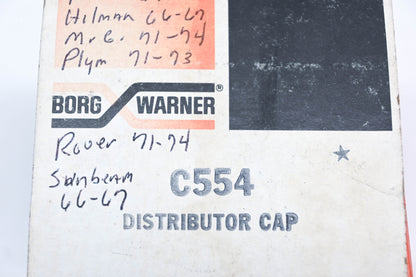 Hilman 66-67
M.G. 71-74
Plym 71-73
BORG WARNER
Rover 71-74
Sunbeam
66-67
C554
DISTRIBUTOR CAP